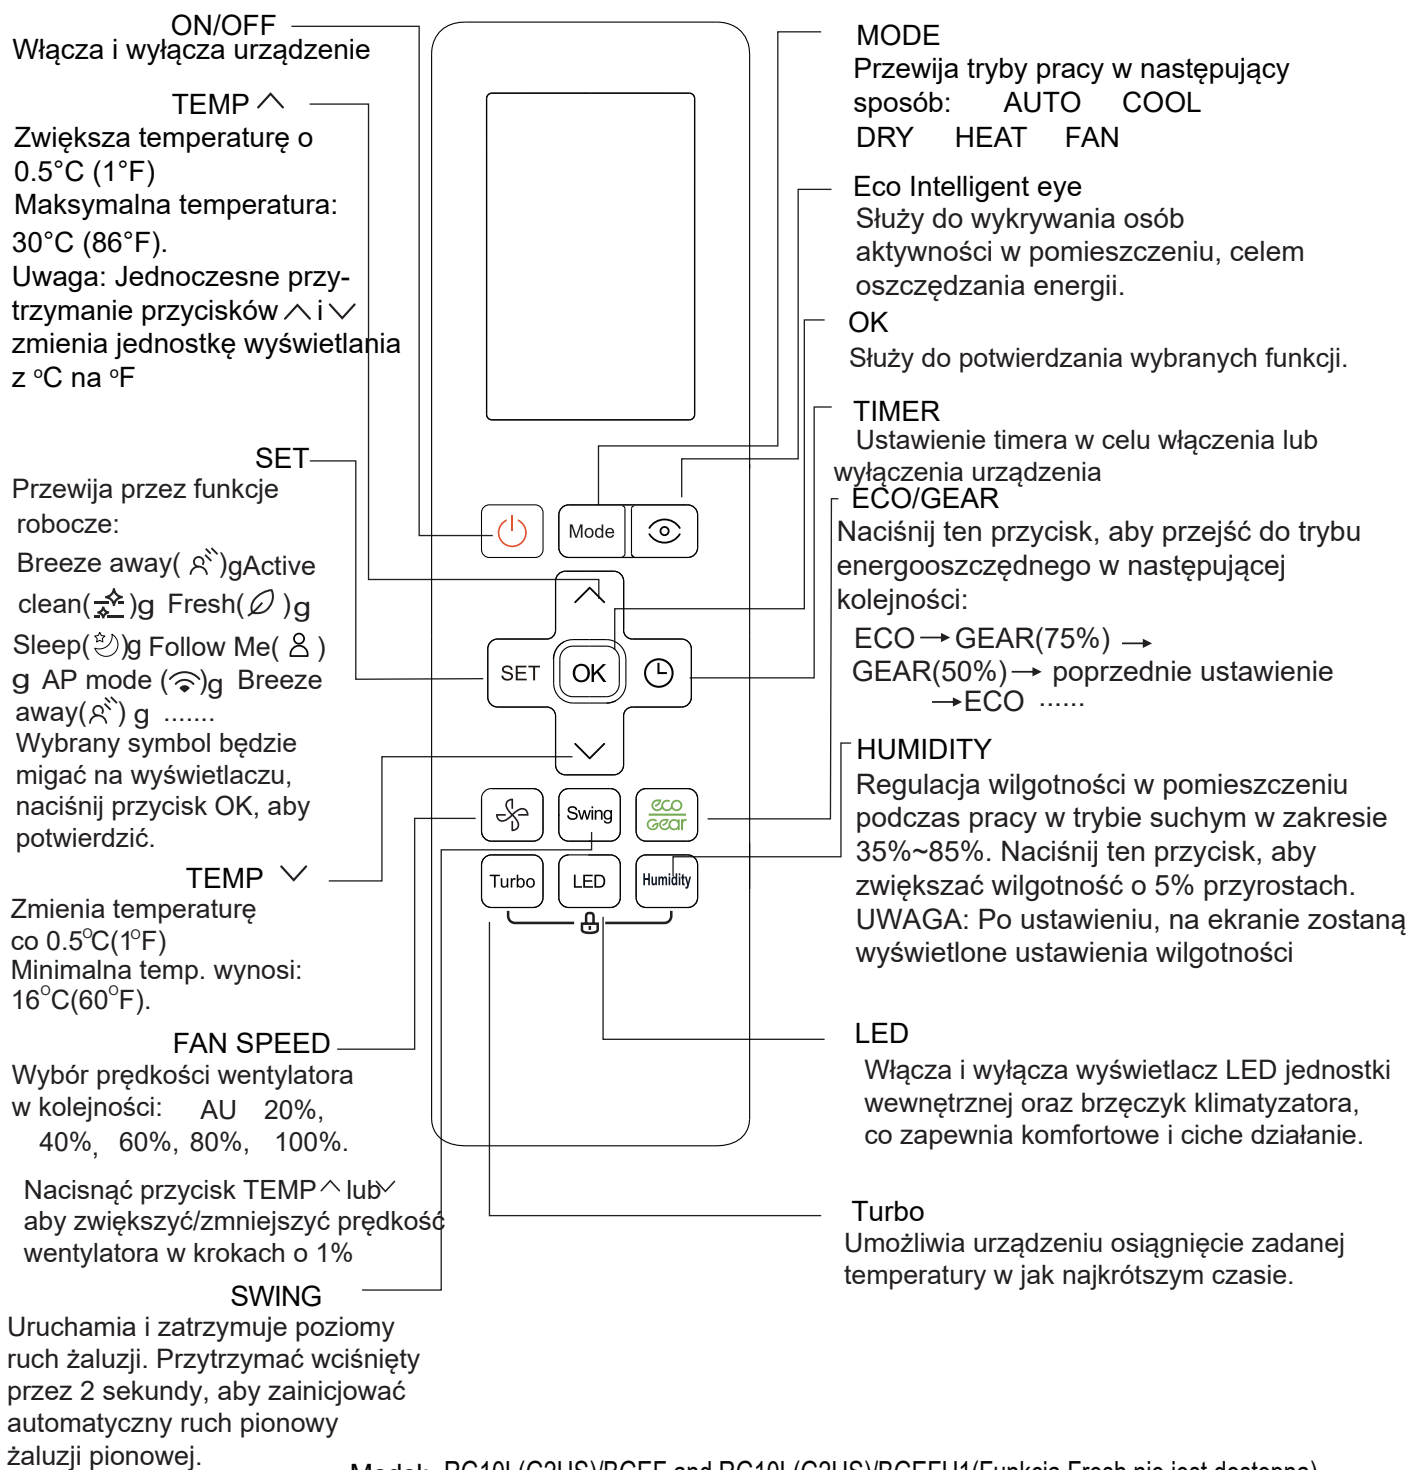 ON/OFF
Włącza i wyłącza urządzenie
TEMP
Zwiększa temperaturę o
0.5°C (1°F)
Maksymalna temperatura:
30°C (86°F).
Uwaga: Jednoczesne przy-
trzymanie przycisków i
zmienia jednostkę wyświetlania
z °C na °F
SET
Przewija przez funkcje
robocze:
Breeze away( )gActive
clean( )g Fresh( )g
Sleep( )g Follow Me( )
g AP mode ( )g Breeze
away( ) g .......
Wybrany symbol będzie
migać na wyświetlaczu,
naciśnij przycisk OK, aby
potwierdzić.
TEMP
Zmienia temperaturę
co 0.5°C(1°F)
Minimalna temp. wynosi:
16°C(60°F).
FAN SPEED
Wybór prędkości wentylatora
w kolejności: AU 20%,
40%, 60%, 80%, 100%.
Nacisnąć przycisk TEMP lub
aby zwiększyć/zmniejszyć prędkość
wentylatora w krokach o 1%
SWING
Uruchamia i zatrzymuje poziomy
ruch żaluzji. Przytrzymać wciśnięty
przez 2 sekundy, aby zainicjować
automatyczny ruch pionowy
żaluzji pionowej.
Mode
SET
OK
Swing
eco
Gear
Turbo
LED
Humidity
MODE
Przewija tryby pracy w następujący
sposób: AUTO COOL
DRY HEAT FAN
Eco Intelligent eye
Służy do wykrywania osób
aktywności w pomieszczeniu, celem
oszczędzania energii.
OK
Służy do potwierdzania wybranych funkcji.
TIMER
Ustawienie timera w celu włączenia lub
wyłączenia urządzenia
ECO/GEAR
Naciśnij ten przycisk, aby przejść do trybu
energooszczędnego w następującej
kolejności:
ECO → GEAR(75%) →
GEAR(50%) → poprzednie ustawienie
→ ECO ......
HUMIDITY
Regulacja wilgotności w pomieszczeniu
podczas pracy w trybie suchym w zakresie
35%~85%. Naciśnij ten przycisk, aby
zwiększać wilgotność o 5% przyrostach.
UWAGA: Po ustawieniu, na ekranie zostaną
wyświetlone ustawienia wilgotności
LED
Włącza i wyłącza wyświetlacz LED jednostki
wewnętrznej oraz brzęczyk klimatyzatora,
co zapewnia komfortowe i ciche działanie.
Turbo
Umożliwia urządzeniu osiągnięcie zadanej
temperatury w jak najkrótszym czasie.